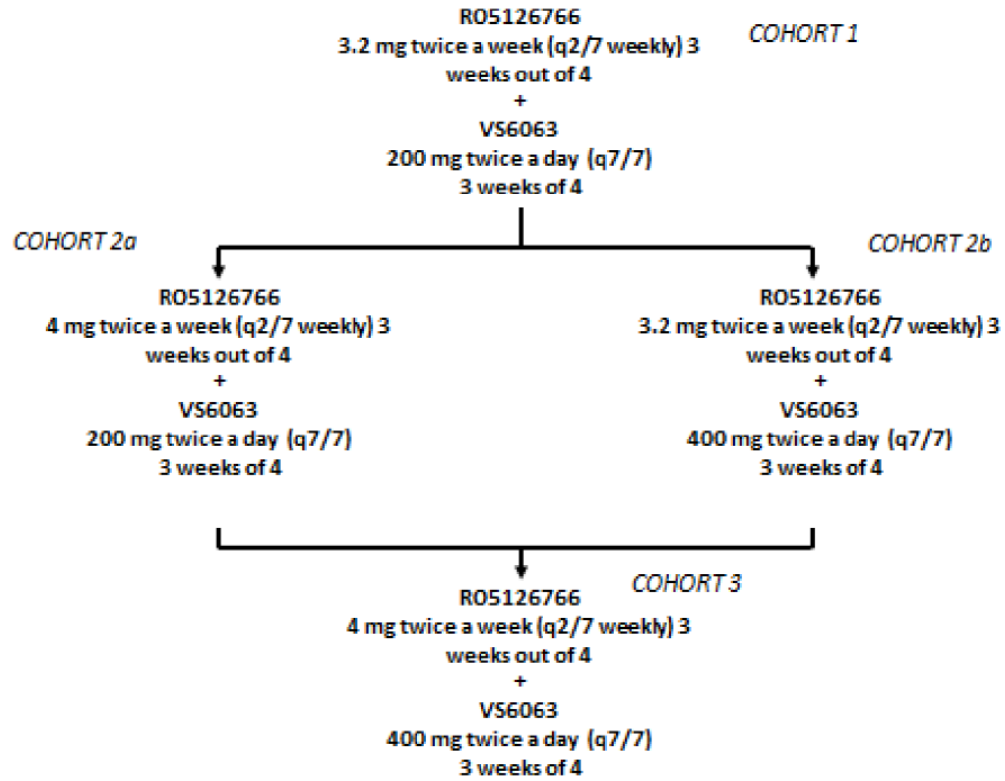 RO5126766
3.2 mg twice a week (q2/7 weekly) 3
weeks out of 4
+
VS6063
200 mg twice a day (q7/7)
3 weeks of 4
COHORT 1
COHORT 2a
RO5126766
4 mg twice a week (q2/7 weekly) 3
weeks out of 4
+
VS6063
200 mg twice a day (q7/7)
3 weeks of 4
COHORT 2b
RO5126766
3.2 mg twice a week (q2/7 weekly) 3
weeks out of 4
+
VS6063
400 mg twice a day (q7/7)
3 weeks of 4
COHORT 3
RO5126766
4 mg twice a week (q2/7 weekly) 3
weeks out of 4
+
VS6063
400 mg twice a day (q7/7)
3 weeks of 4